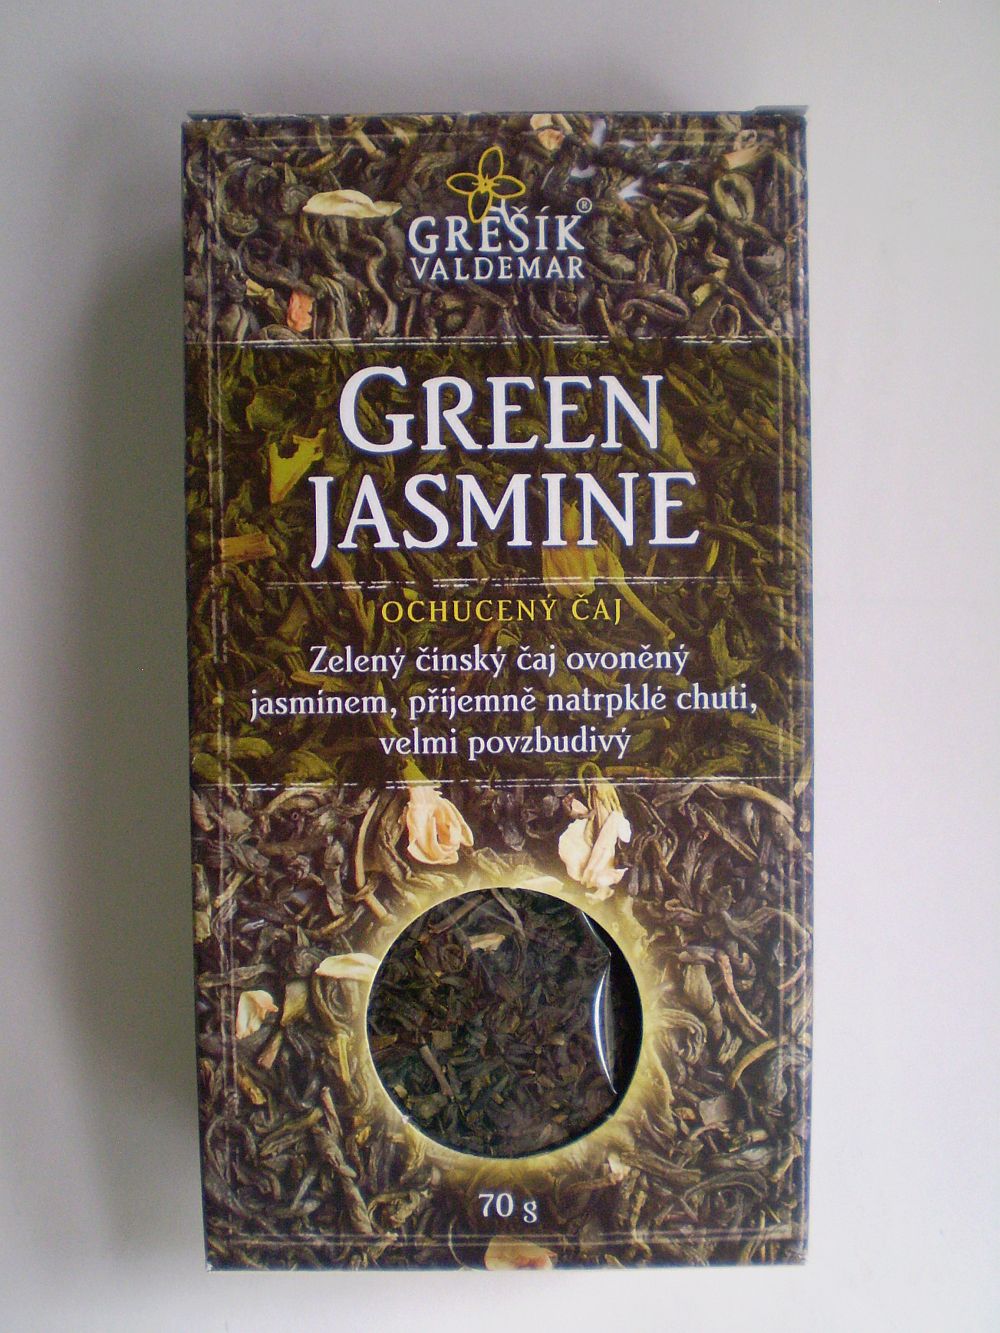 GREŠÍK®
VALDEMAR
GREEN
JASMINE
OCHUCENÝ ČAJ
Zelený čínský čaj ovoněný
jasmínem, příjemně natrpklé chuti,
velmi povzbudivý
70 g